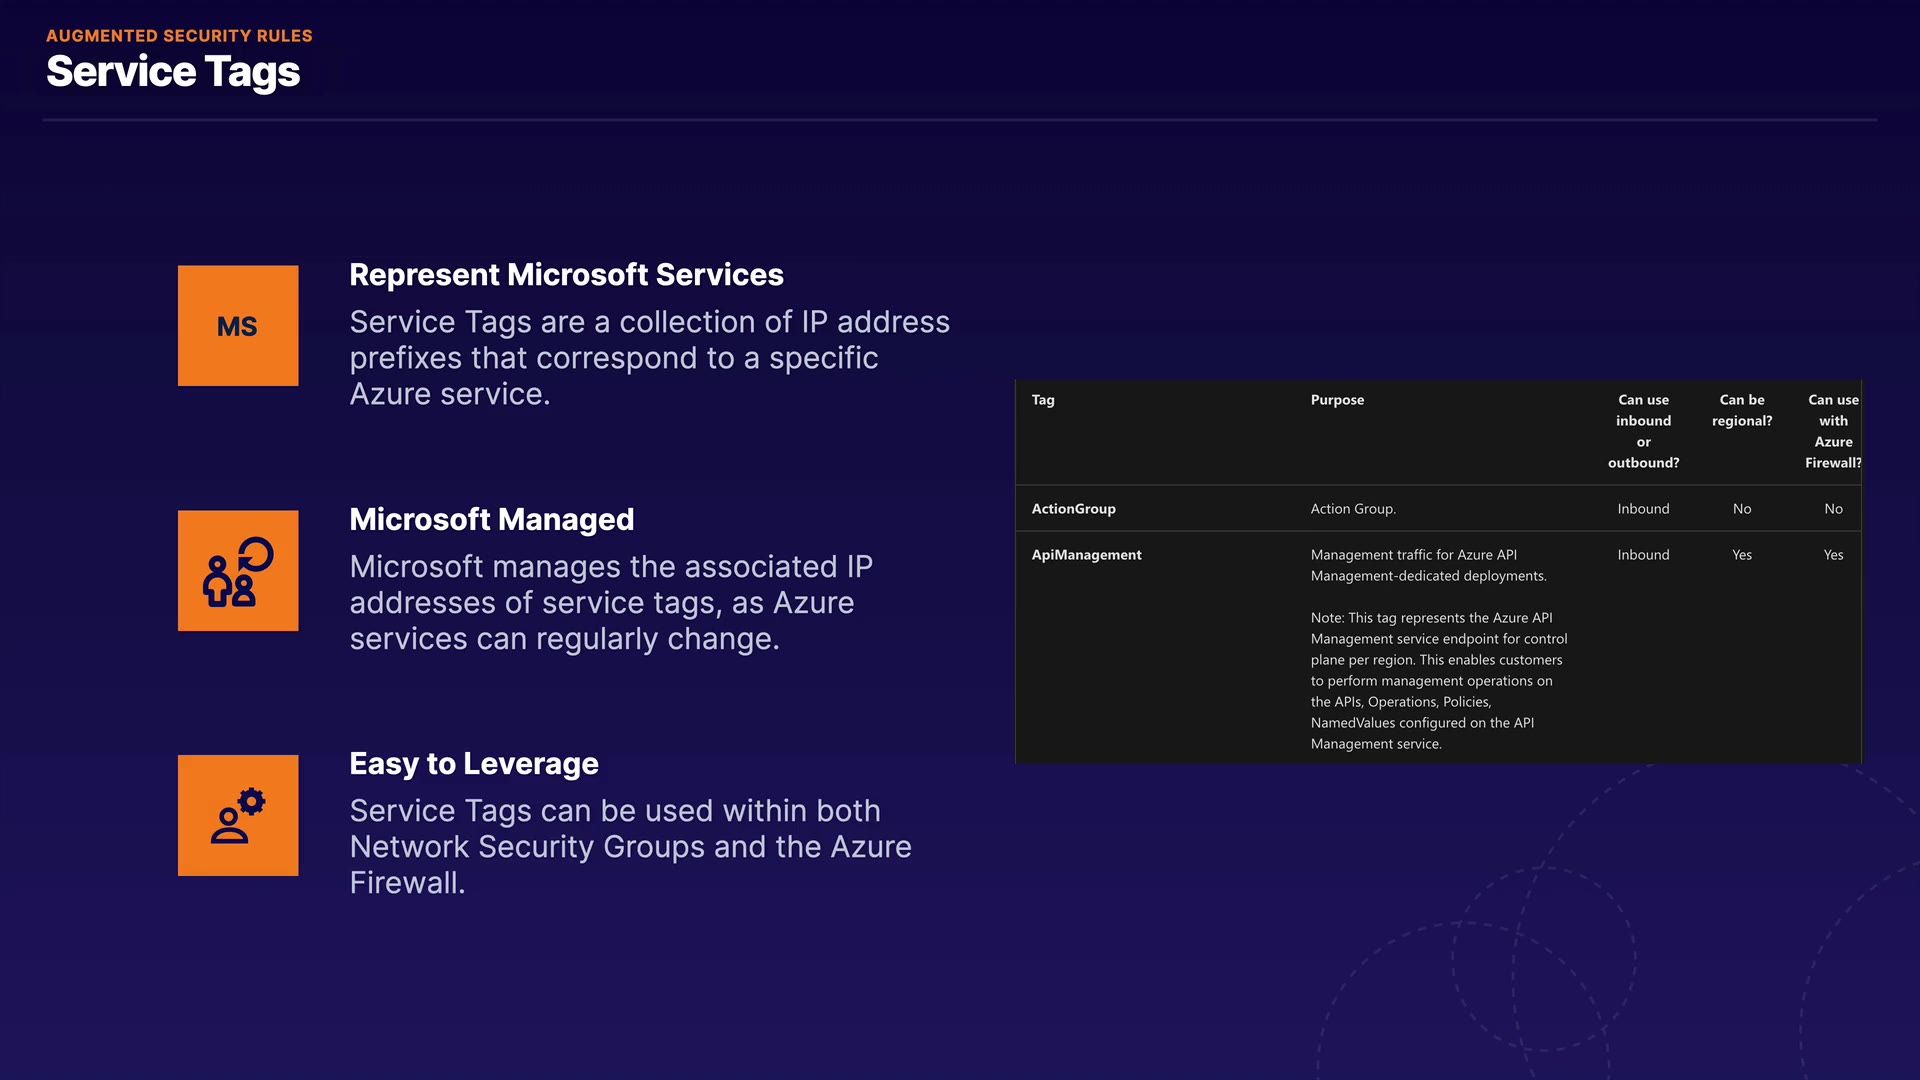 AUGMENTED SECURITY RULES
Service Tags
MS
Represent Microsoft Services
Service Tags are a collection of IP address
prefixes that correspond to a specific
Azure service.
Microsoft Managed
Microsoft manages the associated IP
addresses of service tags, as Azure
services can regularly change.
Easy to Leverage
Service Tags can be used within both
Network Security Groups and the Azure
Firewall.
Tag
Purpose
Can use
inbound
or
outbound?
Can be
regional?
Can use
with
Azure
Firewall?
ActionGroup
Action Group.
Inbound
No
No
ApiManagement
Management traffic for Azure API
Management-dedicated deployments.
Note: This tag represents the Azure API
Management service endpoint for control
plane per region. This enables customers
to perform management operations on
the APIs, Operations, Policies,
NamedValues configured on the API
Management service.
Inbound
Yes
Yes